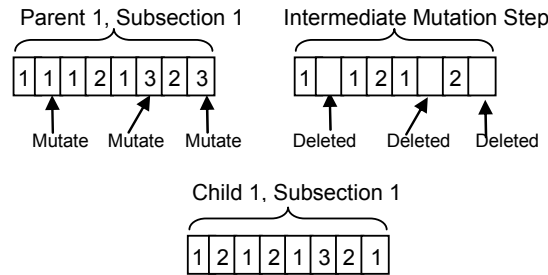 Parent 1, Subsection 1
1 1 1 2 1 3 2 3
Mutate Mutate Mutate
Intermediate Mutation Step
1 1 2 1 2
Deleted Deleted Deleted
Child 1, Subsection 1
1 2 1 2 1 3 2 1